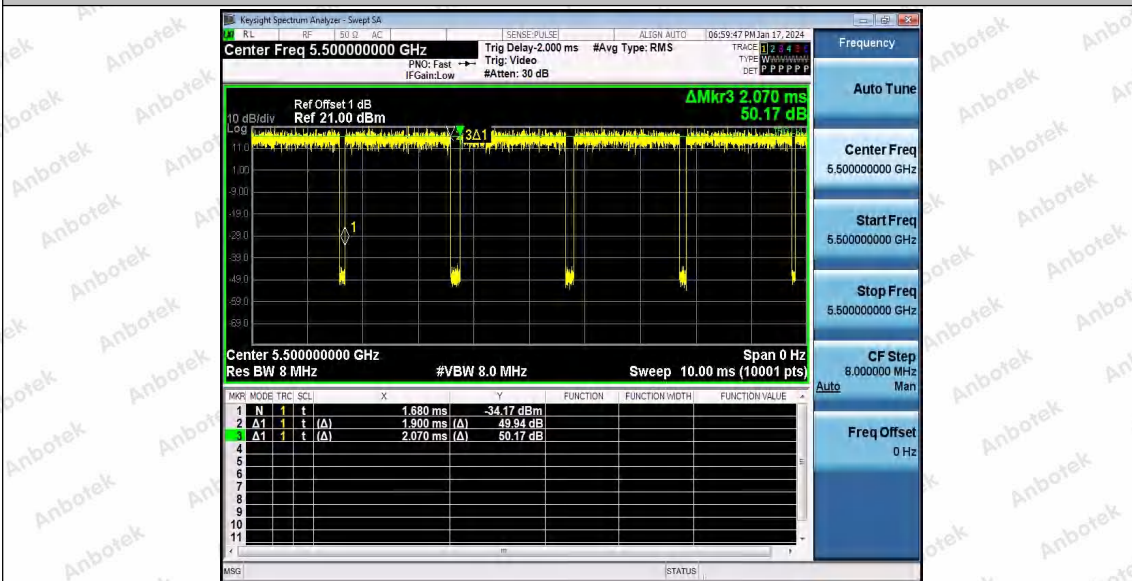 Keysight Spectrum Analyzer - Swept SA
RL RF 50 Ω AC SENSE:PULSE ALIGN AUTO 06:59:47 PM Jan 17, 2024
Center Freq 5.500000000 GHz
PNO: Fast
IFGain:Low
Trig Delay-2.000 ms
Trig: Video
#Atten: 30 dB
#Avg Type: RMS
TRACE 1 2 3 4 5 6
TYPE W
DET P P P P P P
ΔMkr3 2.070 ms
50.17 dB
Ref Offset 1 dB
Ref 21.00 dBm
10 dB/div
Log
11.0
1.00
-9.00
-19.0
-29.0
-39.0
-49.0
-59.0
-69.0
3Δ1
1
Center 5.500000000 GHz
Span 0 Hz
Res BW 8 MHz
#VBW 8.0 MHz
Sweep 10.00 ms (10001 pts)
MKR MODE TRC SCL X Y FUNCTION FUNCTION WIDTH FUNCTION VALUE
1 N 1 t 1.680 ms -34.17 dBm
2 Δ1 1 t (Δ) 1.900 ms (Δ) 49.94 dB
3 Δ1 1 t (Δ) 2.070 ms (Δ) 50.17 dB
4
5
6
7
8
9
10
11
MSG
STATUS
Frequency
Auto Tune
Center Freq
5.500000000 GHz
Start Freq
5.500000000 GHz
Stop Freq
5.500000000 GHz
CF Step
8.000000 MHz
Auto Man
Freq Offset
0 Hz
Anbotek